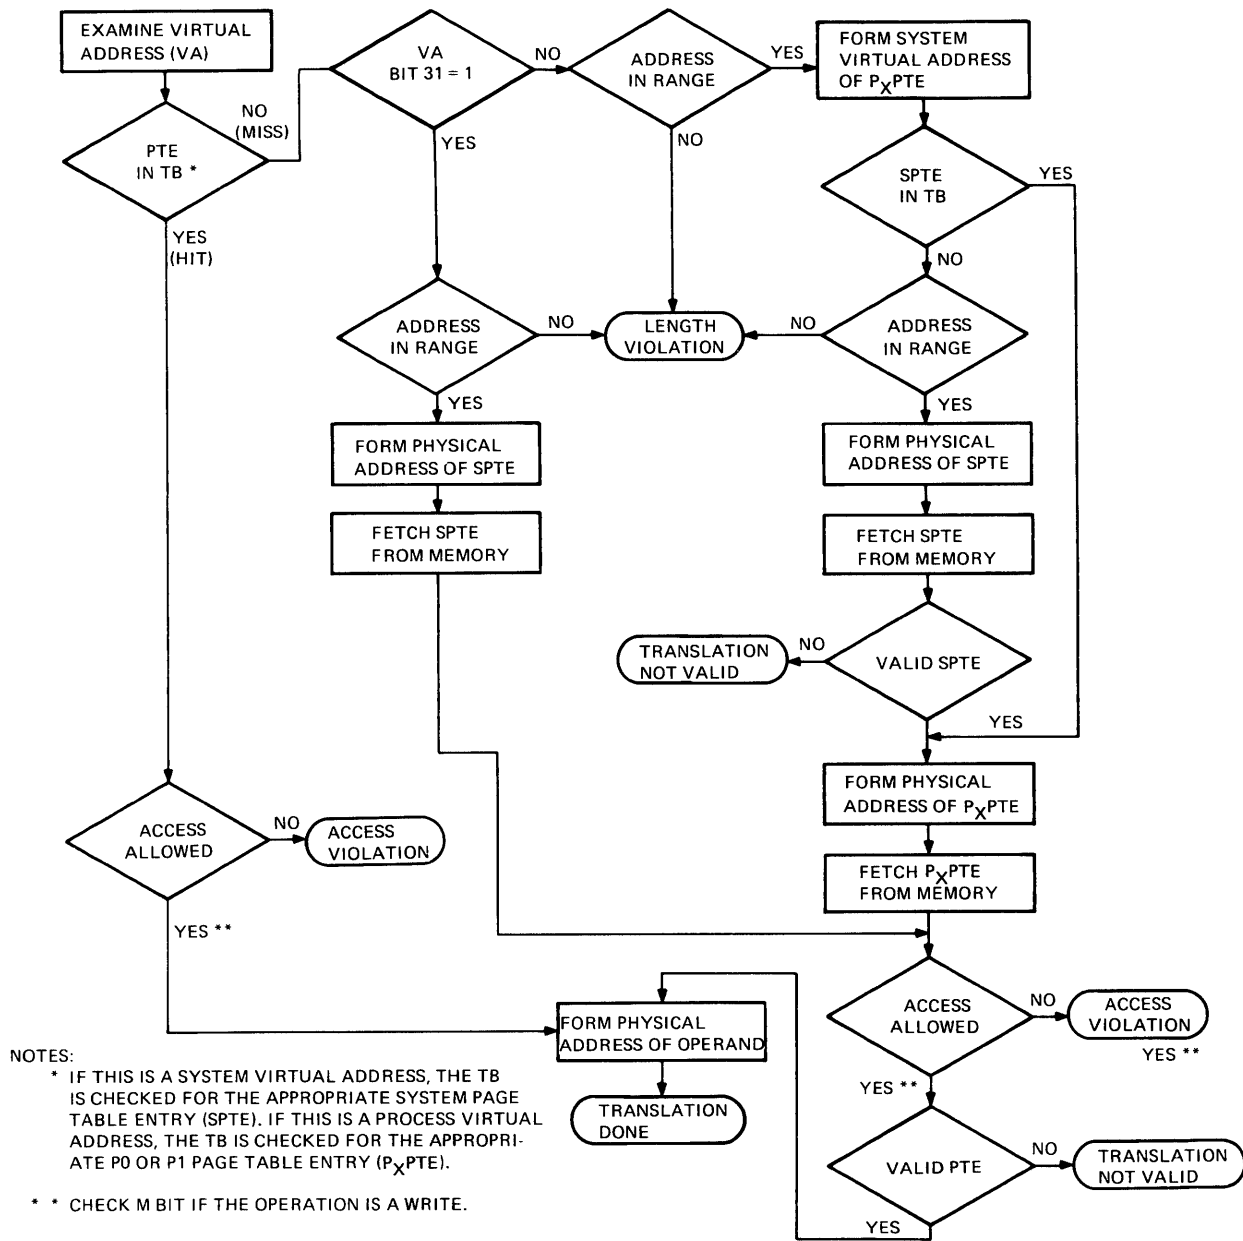 EXAMINE VIRTUAL
ADDRESS (VA)
NO
(MISS)
PTE
IN TB *
YES
(HIT)
VA
BIT 31 = 1
NO
YES
ADDRESS
IN RANGE
YES
NO
FORM SYSTEM
VIRTUAL ADDRESS
OF PXPTE
SPTE
IN TB
YES
NO
ADDRESS
IN RANGE
NO
YES
LENGTH
VIOLATION
NO
ADDRESS
IN RANGE
YES
FORM PHYSICAL
ADDRESS OF SPTE
FETCH SPTE
FROM MEMORY
FORM PHYSICAL
ADDRESS OF SPTE
FETCH SPTE
FROM MEMORY
TRANSLATION
NOT VALID
NO
VALID SPTE
YES
FORM PHYSICAL
ADDRESS OF PXPTE
FETCH PXPTE
FROM MEMORY
ACCESS
ALLOWED
NO
ACCESS
VIOLATION
YES **
ACCESS
ALLOWED
NO
ACCESS
VIOLATION
YES **
YES **
FORM PHYSICAL
ADDRESS OF OPERAND
TRANSLATION
DONE
VALID PTE
NO
TRANSLATION
NOT VALID
YES
NOTES:
* IF THIS IS A SYSTEM VIRTUAL ADDRESS, THE TB
IS CHECKED FOR THE APPROPRIATE SYSTEM PAGE
TABLE ENTRY (SPTE). IF THIS IS A PROCESS VIRTUAL
ADDRESS, THE TB IS CHECKED FOR THE APPROPRI-
ATE P0 OR P1 PAGE TABLE ENTRY (PXPTE).
* * CHECK M BIT IF THE OPERATION IS A WRITE.